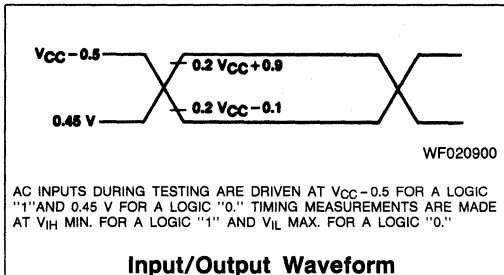 VCC−0.5
0.2 VCC+0.9
0.2 VCC−0.1
0.45 V
WF020900
AC INPUTS DURING TESTING ARE DRIVEN AT VCC−0.5 FOR A LOGIC
"1"AND 0.45 V FOR A LOGIC "0." TIMING MEASUREMENTS ARE MADE
AT VIH MIN. FOR A LOGIC "1" AND VIL MAX. FOR A LOGIC "0."
Input/Output Waveform